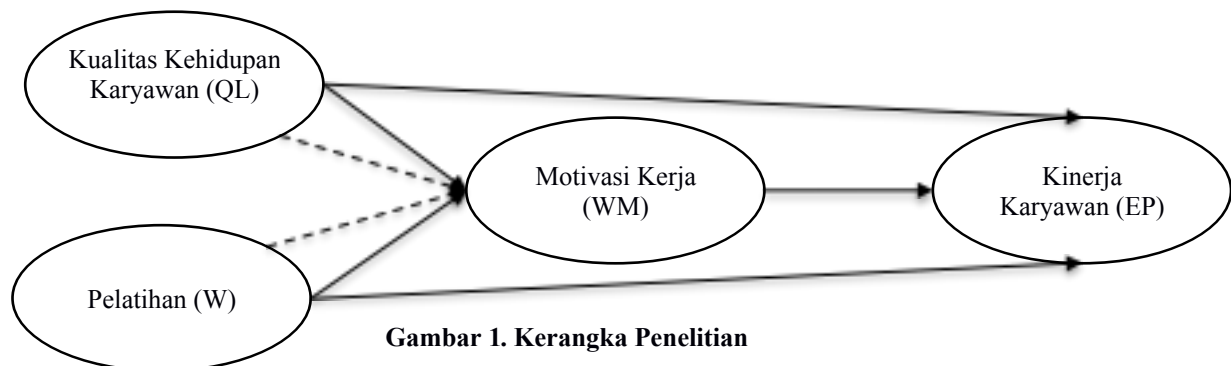 Kualitas Kehidupan
Karyawan (QL)
Motivasi Kerja
(WM)
Kinerja
Karyawan (EP)
Pelatihan (W)
Gambar 1. Kerangka Penelitian